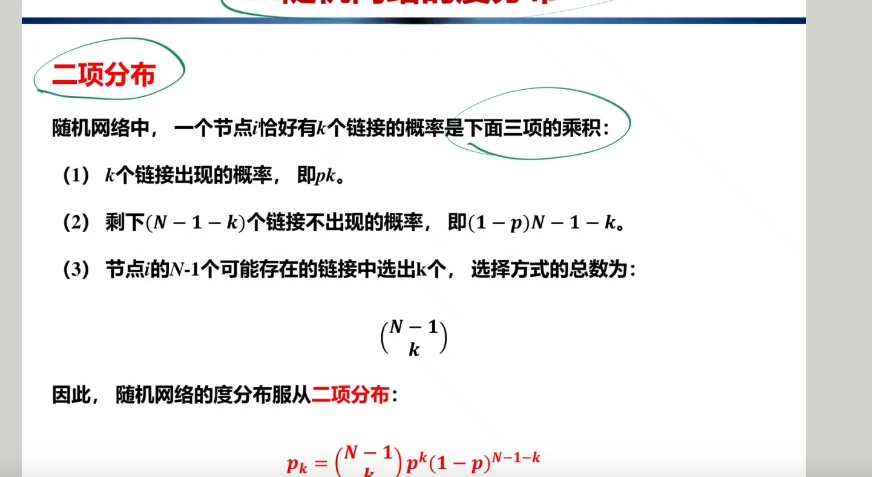 二项分布
随机网络中， 一个节点i恰好有k个链接的概率是下面三项的乘积：
（1） k个链接出现的概率， 即pk。
（2） 剩下(N − 1 − k)个链接不出现的概率， 即(1 − p)N − 1 − k。
（3） 节点i的N-1个可能存在的链接中选出k个， 选择方式的总数为：
(N − 1
k)
因此， 随机网络的度分布服从二项分布：
pₖ = (N − 1 k) pᵏ(1 − p)ᴺ⁻¹⁻ᵏ